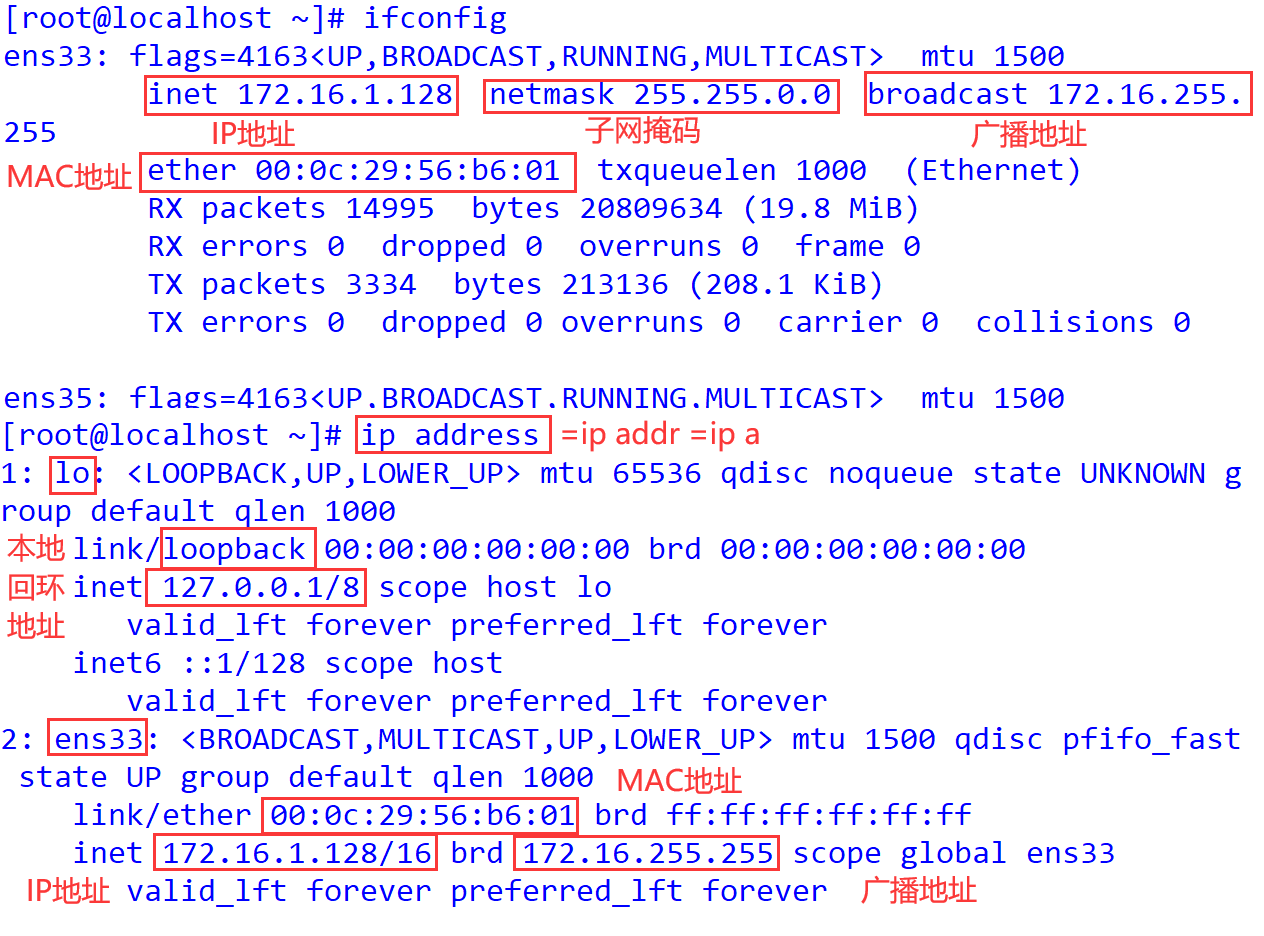 [root@localhost ~]# ifconfig
ens33: flags=4163<UP,BROADCAST,RUNNING,MULTICAST>  mtu 1500
inet 172.16.1.128  netmask 255.255.0.0  broadcast 172.16.255.
255 IP地址 子网掩码 广播地址
MAC地址 ether 00:0c:29:56:b6:01  txqueuelen 1000  (Ethernet)
RX packets 14995  bytes 20809634 (19.8 MiB)
RX errors 0  dropped 0  overruns 0  frame 0
TX packets 3334  bytes 213136 (208.1 KiB)
TX errors 0  dropped 0 overruns 0  carrier 0  collisions 0
ens35: flags=4163<UP,BROADCAST,RUNNING,MULTICAST>  mtu 1500
[root@localhost ~]# ip address =ip addr =ip a
1: lo: <LOOPBACK,UP,LOWER_UP> mtu 65536 qdisc noqueue state UNKNOWN g
roup default qlen 1000
本地 link/loopback 00:00:00:00:00:00 brd 00:00:00:00:00:00
回环 inet 127.0.0.1/8 scope host lo
地址 valid_lft forever preferred_lft forever
inet6 ::1/128 scope host
valid_lft forever preferred_lft forever
2: ens33: <BROADCAST,MULTICAST,UP,LOWER_UP> mtu 1500 qdisc pfifo_fast
state UP group default qlen 1000 MAC地址
link/ether 00:0c:29:56:b6:01 brd ff:ff:ff:ff:ff:ff
inet 172.16.1.128/16 brd 172.16.255.255 scope global ens33
IP地址 valid_lft forever preferred_lft forever 广播地址